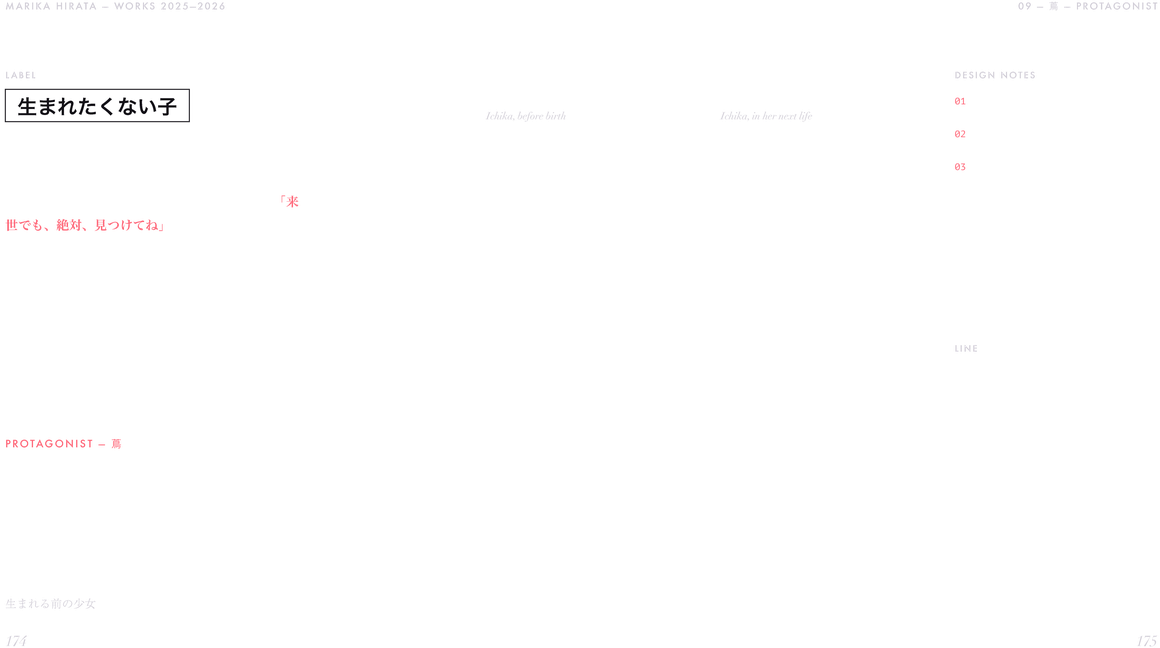 MARIKA HIRATA — WORKS 2025–2026
09 — 蔦 — PROTAGONIST
LABEL
生まれたくない子
「来
世でも、絶対、見つけてね」
PROTAGONIST — 蔦
生まれる前の少女
174
Ichika, before birth
Ichika, in her next life
DESIGN NOTES
01
02
03
LINE
175